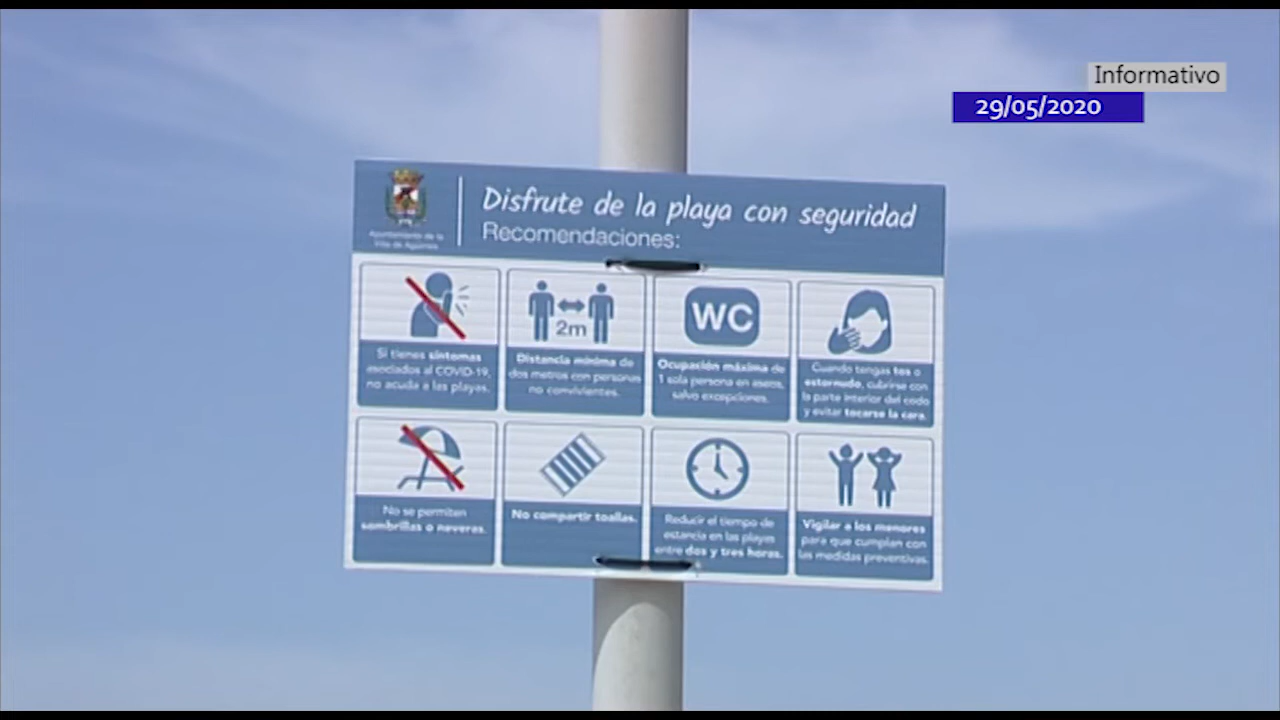 Informativo
29/05/2020
Disfrute de la playa con seguridad
Recomendaciones:
Ayuntamiento de la
Villa de Agüimes
Si tienes síntomas
asociados al COVID-19,
no acuda a las playas.
2m
Distancia mínima de
dos metros con personas
no convivientes.
WC
Ocupación máxima de
1 sola persona en aseos,
salvo excepciones.
Cuando tengas tos o
estornudo, cubrirse con
la parte interior del codo
y evitar tocarse la cara.
No se permiten
sombrillas o neveras.
No compartir toallas.
Reducir el tiempo de
estancia en las playas
entre dos y tres horas.
Vigilar a los menores
para que cumplan con
las medidas preventivas.